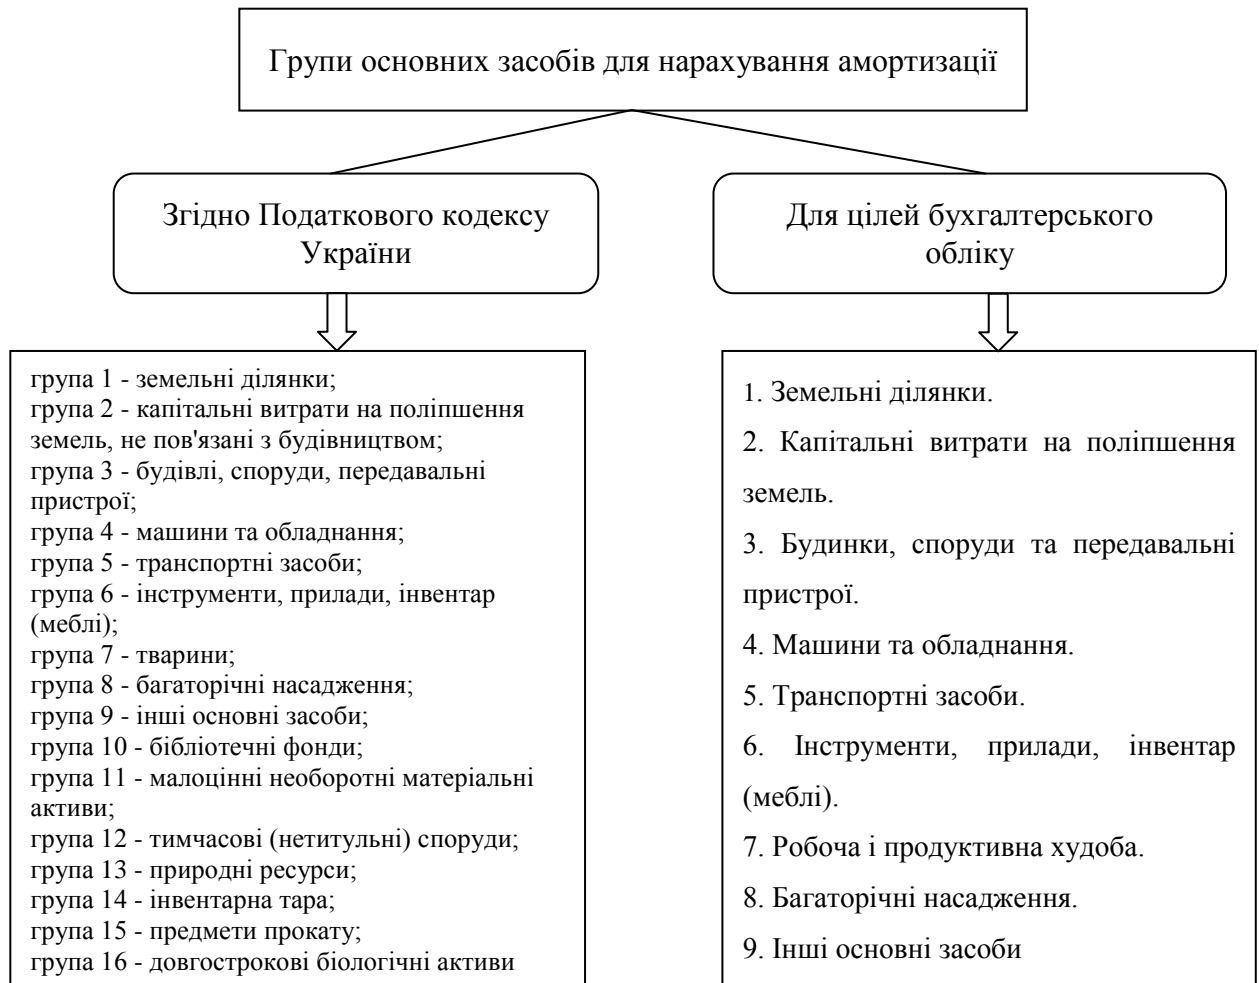 Групи основних засобів для нарахування амортизації
Згідно Податкового кодексу
України
Для цілей бухгалтерського
обліку
група 1 - земельні ділянки;
група 2 - капітальні витрати на поліпшення
земель, не пов'язані з будівництвом;
група 3 - будівлі, споруди, передавальні
пристрої;
група 4 - машини та обладнання;
група 5 - транспортні засоби;
група 6 - інструменти, прилади, інвентар
(меблі);
група 7 - тварини;
група 8 - багаторічні насадження;
група 9 - інші основні засоби;
група 10 - бібліотечні фонди;
група 11 - малоцінні необоротні матеріальні
активи;
група 12 - тимчасові (нетитульні) споруди;
група 13 - природні ресурси;
група 14 - інвентарна тара;
група 15 - предмети прокату;
група 16 - довгострокові біологічні активи
1. Земельні ділянки.
2. Капітальні витрати на поліпшення
земель.
3. Будинки, споруди та передавальні
пристрої.
4. Машини та обладнання.
5. Транспортні засоби.
6. Інструменти, прилади, інвентар
(меблі).
7. Робоча і продуктивна худоба.
8. Багаторічні насадження.
9. Інші основні засоби